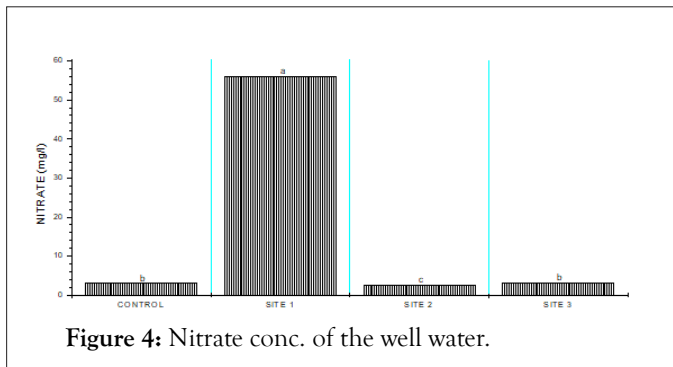 60
50
40
30
20
10
0
NITRATE (mg/l)
b
a
c
b
CONTROL
SITE 1
SITE 2
SITE 3
Figure 4: Nitrate conc. of the well water.